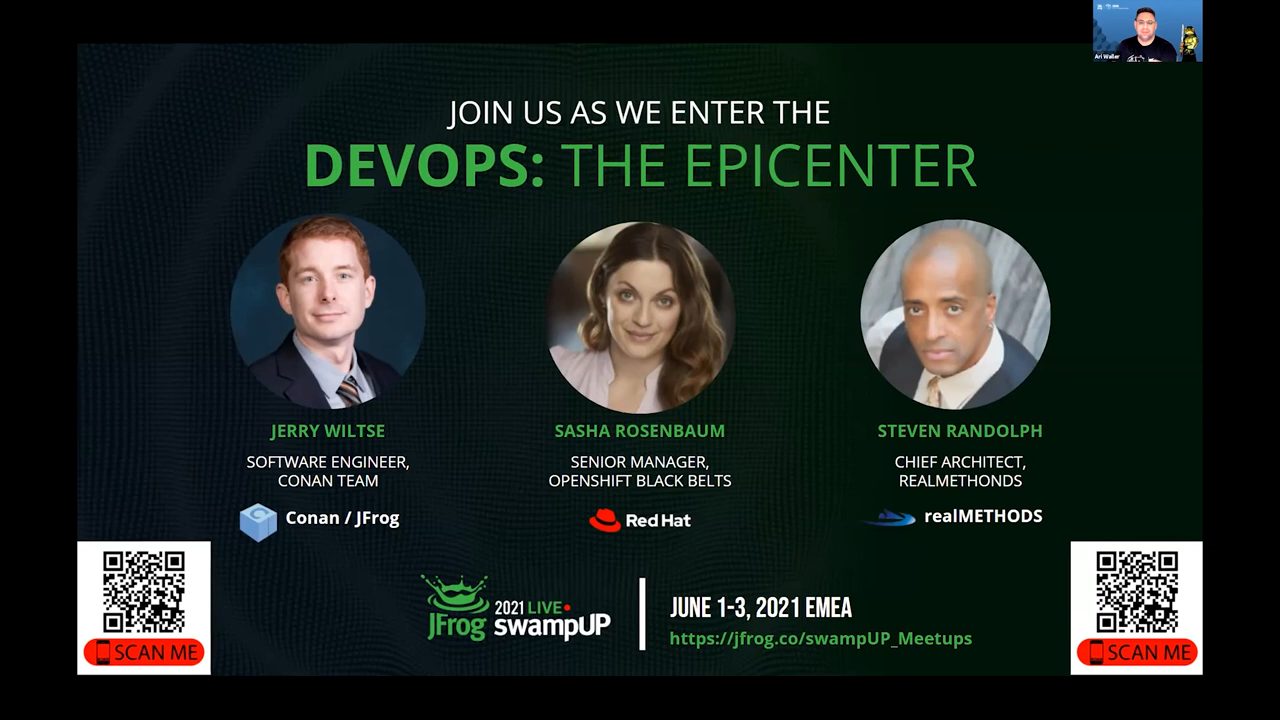 Ari Waller
JOIN US AS WE ENTER THE
DEVOPS: THE EPICENTER
JERRY WILTSE
SOFTWARE ENGINEER,
CONAN TEAM
Conan / JFrog
SASHA ROSENBAUM
SENIOR MANAGER,
OPENSHIFT BLACK BELTS
Red Hat
STEVEN RANDOLPH
CHIEF ARCHITECT,
REALMETHONDS
realMETHODS
SCAN ME
JFrog
2021 LIVE
swampUP
JUNE 1-3, 2021 EMEA
https://jfrog.co/swampUP_Meetups
SCAN ME